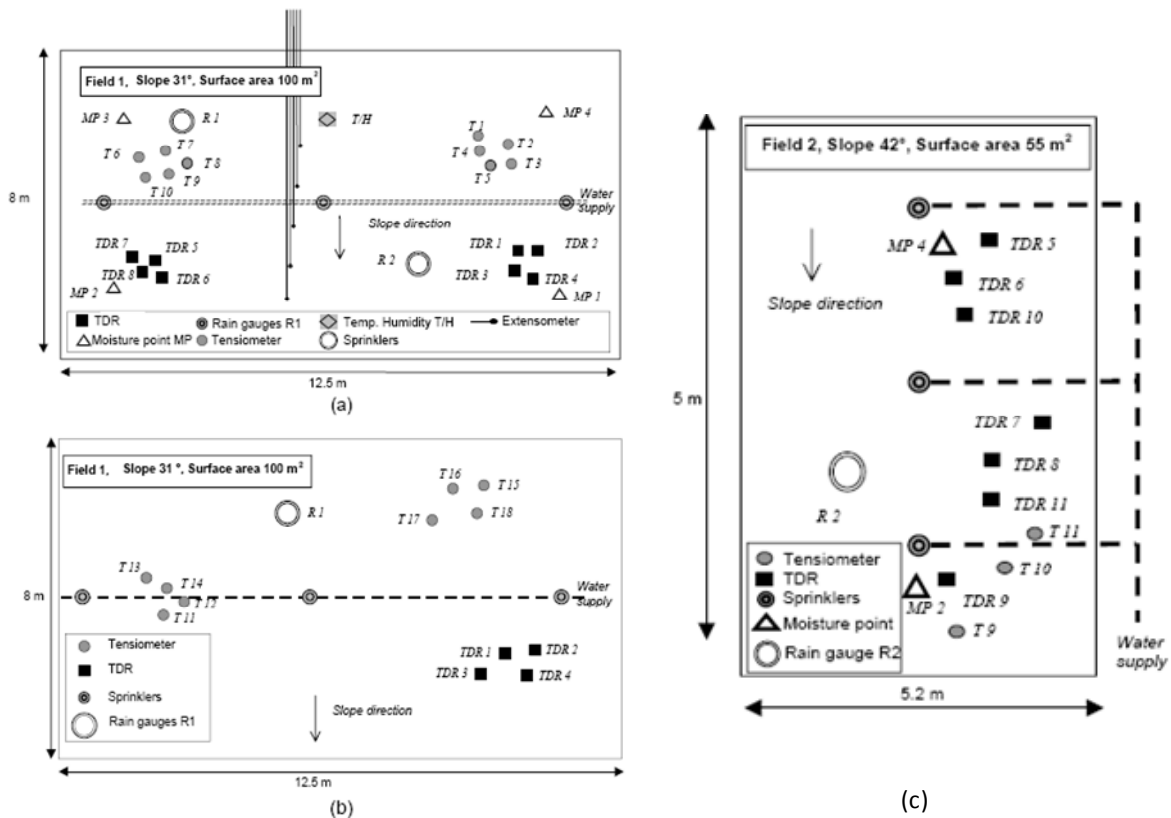 Field 1, Slope 31°, Surface area 100 m²
MP 3
R 1
T/H
MP 4
T 1
T 2
T 7
T 6
T 8
T 4
T 3
T 9
T 5
T 10
8 m
Water
supply
Slope direction
TDR 7
TDR 5
TDR 1
TDR 2
R 2
TDR 8
TDR 6
TDR 3
TDR 4
MP 2
MP 1
TDR
Rain gauges R1
Temp. Humidity T/H
Extensometer
Moisture point MP
Tensiometer
Sprinklers
12.5 m
(a)
Field 1, Slope 31 °, Surface area 100 m²
T 16
T 15
R 1
T 17
T 18
T 13
T 14
T 12
T 11
8 m
Water
supply
Tensiometer
TDR
Sprinklers
Rain gauges R1
TDR 1
TDR 2
TDR 3
TDR 4
Slope direction
12.5 m
(b)
Field 2, Slope 42°, Surface area 55 m²
MP 4
TDR 5
TDR 6
Slope direction
TDR 10
5 m
TDR 7
TDR 8
R 2
TDR 11
T 11
T 10
Tensiometer
TDR
Sprinklers
Moisture point
Rain gauge R2
MP 2
TDR 9
T 9
Water
supply
5.2 m
(c)